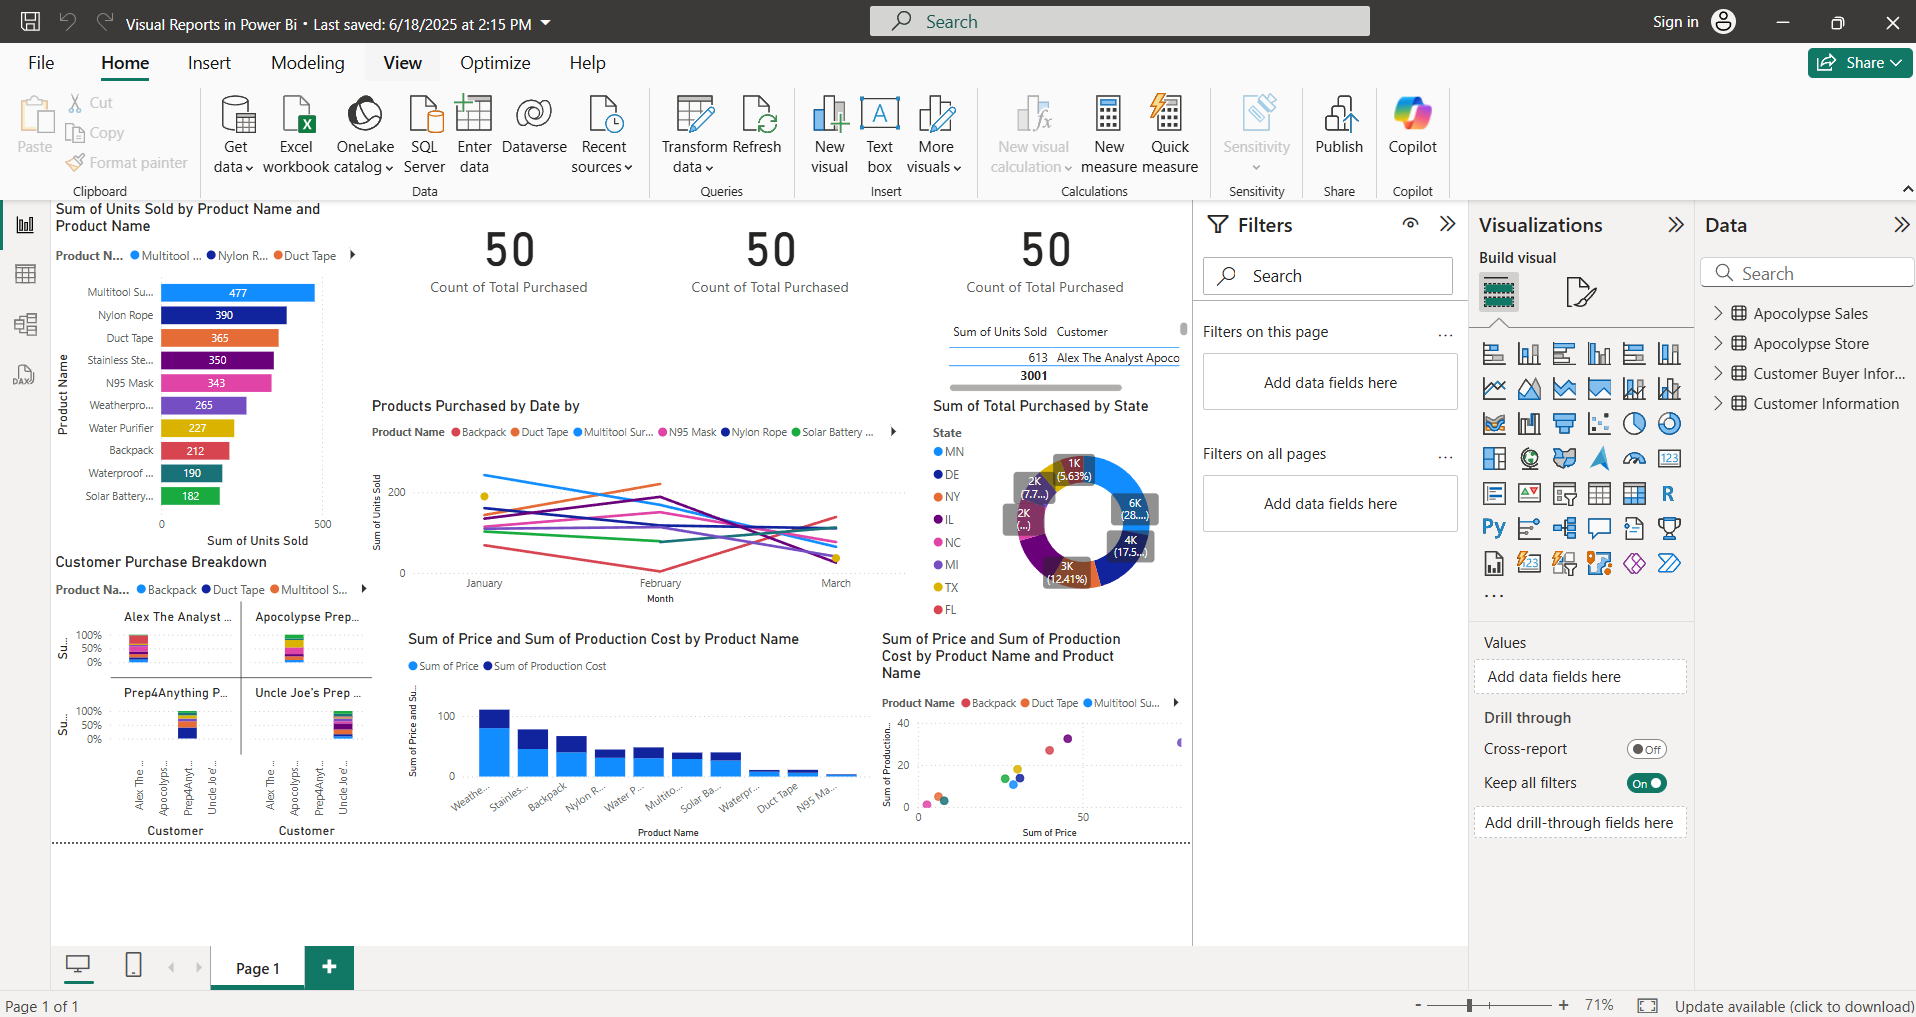 Visual Reports in Power Bi • Last saved: 6/18/2025 at 2:15 PM
Search
Sign in
File
Home
Insert
Modeling
View
Optimize
Help
Share
Paste
Cut
Copy
Format painter
Clipboard
Get data
Excel workbook
OneLake catalog
SQL Server
Enter data
Dataverse
Recent sources
Data
Transform data
Refresh
Queries
New visual
Text box
More visuals
Insert
New visual calculation
New measure
Quick measure
Calculations
Sensitivity
Sensitivity
Publish
Share
Copilot
Copilot
Sum of Units Sold by Product Name and
Product Name
Product N... Multitool ... Nylon R... Duct Tape
Product Name
Multitool Su... 477
Nylon Rope 390
Duct Tape 365
Stainless Ste... 350
N95 Mask 343
Weatherpro... 265
Water Purifier 227
Backpack 212
Waterproof ... 190
Solar Battery... 182
0 500
Sum of Units Sold
50
Count of Total Purchased
50
Count of Total Purchased
50
Count of Total Purchased
Sum of Units Sold Customer
613 Alex The Analyst Apoco
3001
Products Purchased by Date by
Product Name Backpack Duct Tape Multitool Sur... N95 Mask Nylon Rope Solar Battery ...
Sum of Units Sold
200
0
January February March
Month
Sum of Total Purchased by State
State
MN
DE
NY
IL
NC
MI
TX
FL
1K
(5.63%)
2K
(7.7...)
2K
(...)
6K
(28....)
4K
(17.5...)
3K
(12.41%)
Customer Purchase Breakdown
Product Na... Backpack Duct Tape Multitool S...
Alex The Analyst ... Apocolypse Prep...
Su...
100%
50%
0%
Prep4Anything P... Uncle Joe's Prep ...
Su...
100%
50%
0%
Alex The ...
Apocolyps...
Prep4Anyt...
Uncle Joe'...
Alex The ...
Apocolyps...
Prep4Anyt...
Uncle Joe'...
Customer Customer
Sum of Price and Sum of Production Cost by Product Name
Sum of Price Sum of Production Cost
Sum of Price and Su...
100
0
Weathe... Stainles... Backpack Nylon R... Water P... Multito... Solar Ba... Waterpr... Duct Tape N95 Ma...
Product Name
Sum of Price and Sum of Production
Cost by Product Name and Product
Name
Product Name Backpack Duct Tape Multitool Su...
Sum of Production...
40
20
0
0 50
Sum of Price
Filters
Search
Filters on this page ...
Add data fields here
Filters on all pages ...
Add data fields here
Visualizations
Build visual
123
R
Py
123
...
Values
Add data fields here
Drill through
Cross-report Off
Keep all filters On
Add drill-through fields here
Data
Search
Apocolypse Sales
Apocolypse Store
Customer Buyer Infor...
Customer Information
DAX
Page 1
+
Page 1 of 1
- + 71%
Update available (click to download)